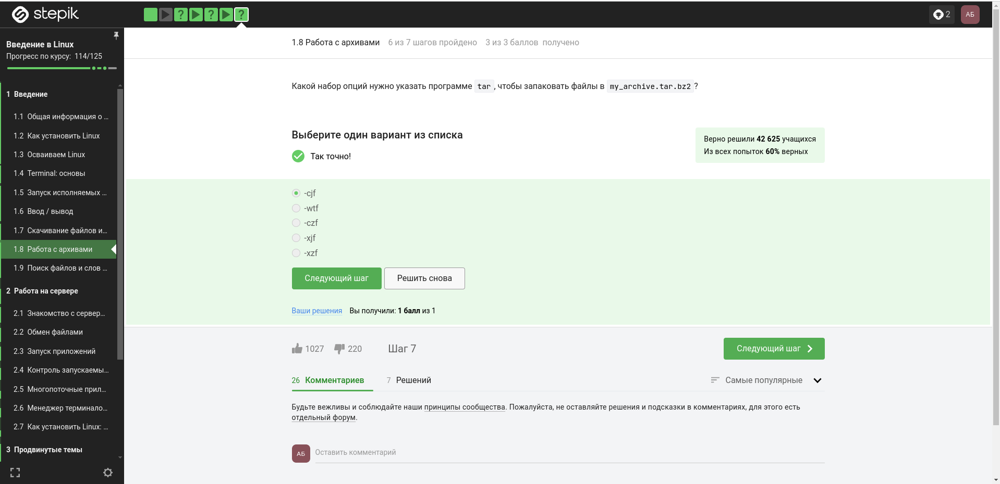 stepik
? ? ?
2
АБ
Введение в Linux
Прогресс по курсу: 114/125
1 Введение
1.1 Общая информация о ...
1.2 Как установить Linux
1.3 Осваиваем Linux
1.4 Terminal: основы
1.5 Запуск исполняемых ...
1.6 Ввод / вывод
1.7 Скачивание файлов и...
1.8 Работа с архивами
1.9 Поиск файлов и слов ...
2 Работа на сервере
2.1 Знакомство с сервер...
2.2 Обмен файлами
2.3 Запуск приложений
2.4 Контроль запускаемы...
2.5 Многопоточные прил...
2.6 Менеджер терминало...
2.7 Как установить Linux: ...
3 Продвинутые темы
1.8 Работа с архивами 6 из 7 шагов пройдено 3 из 3 баллов получено
Какой набор опций нужно указать программе tar, чтобы запаковать файлы в my_archive.tar.bz2?
Выберите один вариант из списка
Так точно!
Верно решили 42 625 учащихся
Из всех попыток 60% верных
-cjf
-wtf
-czf
-xjf
-xzf
Следующий шаг
Решить снова
Ваши решения Вы получили: 1 балл из 1
1027 220 Шаг 7
Следующий шаг
26 Комментариев 7 Решений
Самые популярные
Будьте вежливы и соблюдайте наши принципы сообщества. Пожалуйста, не оставляйте решения и подсказки в комментариях, для этого есть
отдельный форум.
АБ
Оставить комментарий